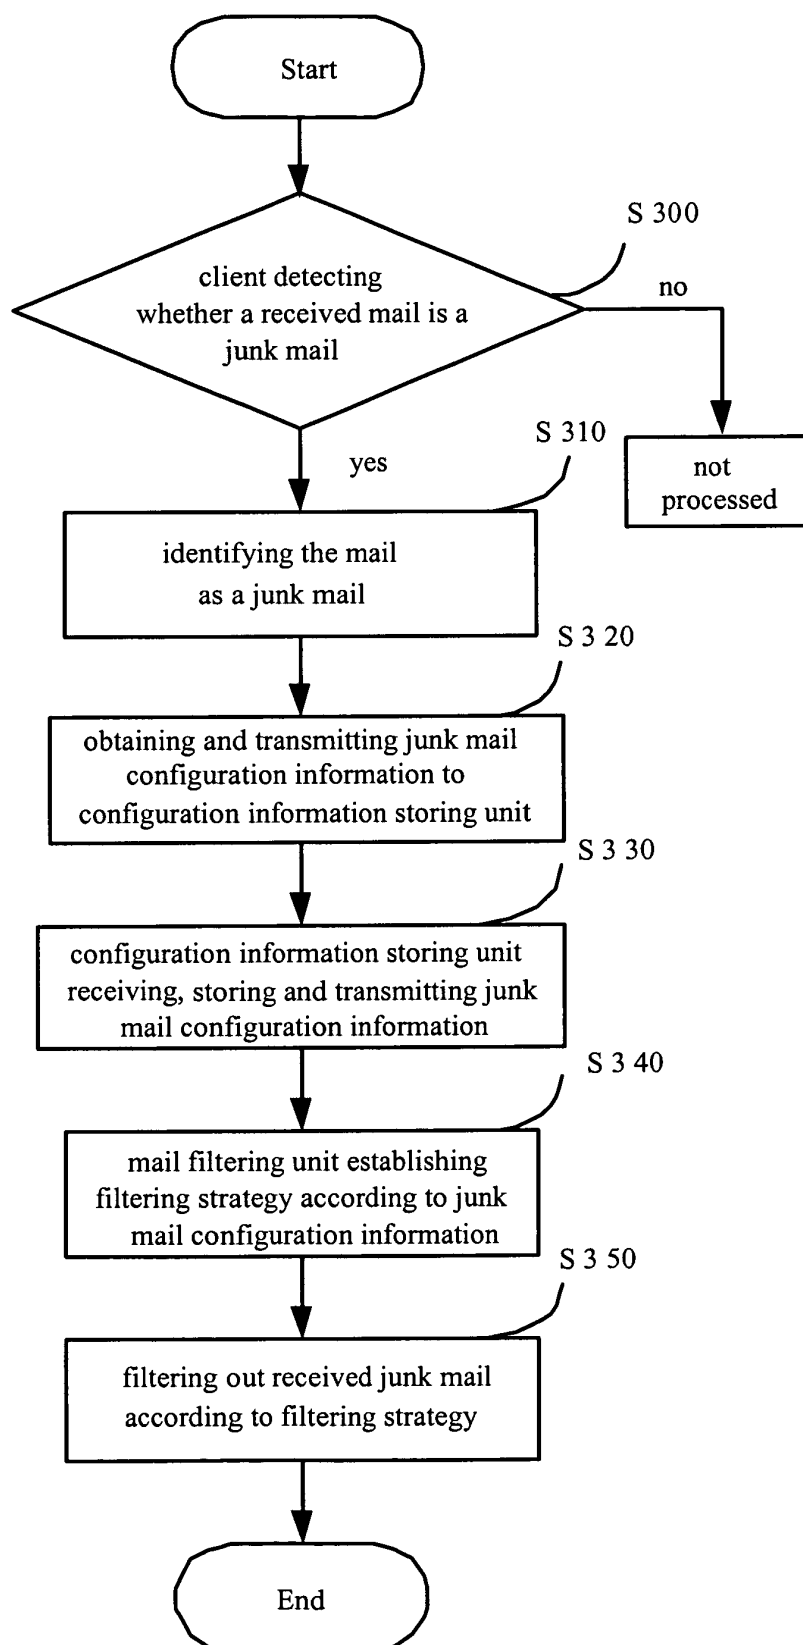 Start
S 300
client detecting
whether a received mail is a
junk mail
no
yes
S 310
not
processed
identifying the mail
as a junk mail
S 3 20
obtaining and transmitting junk mail
configuration information to
configuration information storing unit
S 3 30
configuration information storing unit
receiving, storing and transmitting junk
mail configuration information
S 3 40
mail filtering unit establishing
filtering strategy according to junk
mail configuration information
S 3 50
filtering out received junk mail
according to filtering strategy
End